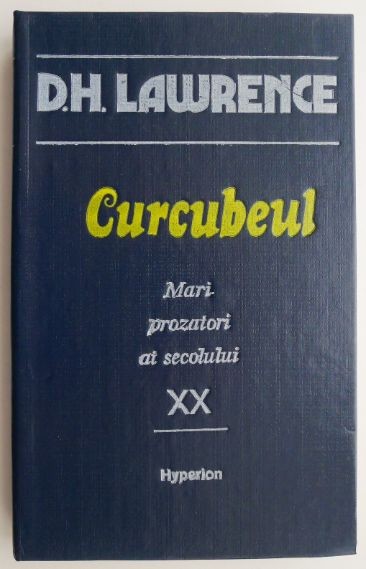 D.H. LAWRENCE
Curcubeul
Mari
prozatori
ai secolului
XX
Hyperion